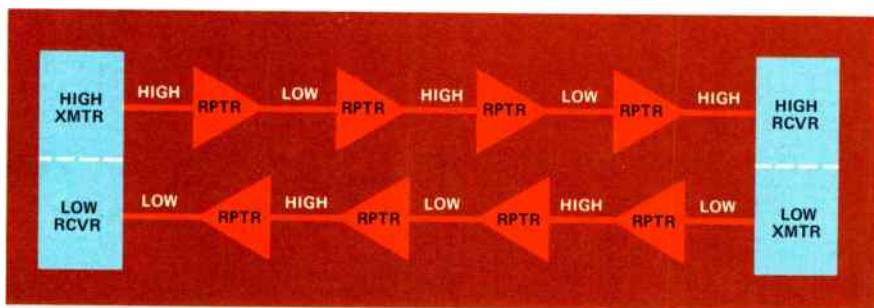 HIGH XMTR
HIGH RPTR LOW RPTR HIGH RPTR LOW RPTR HIGH
HIGH RCVR
LOW RCVR
LOW RPTR HIGH RPTR LOW RPTR HIGH RPTR LOW
LOW XMTR